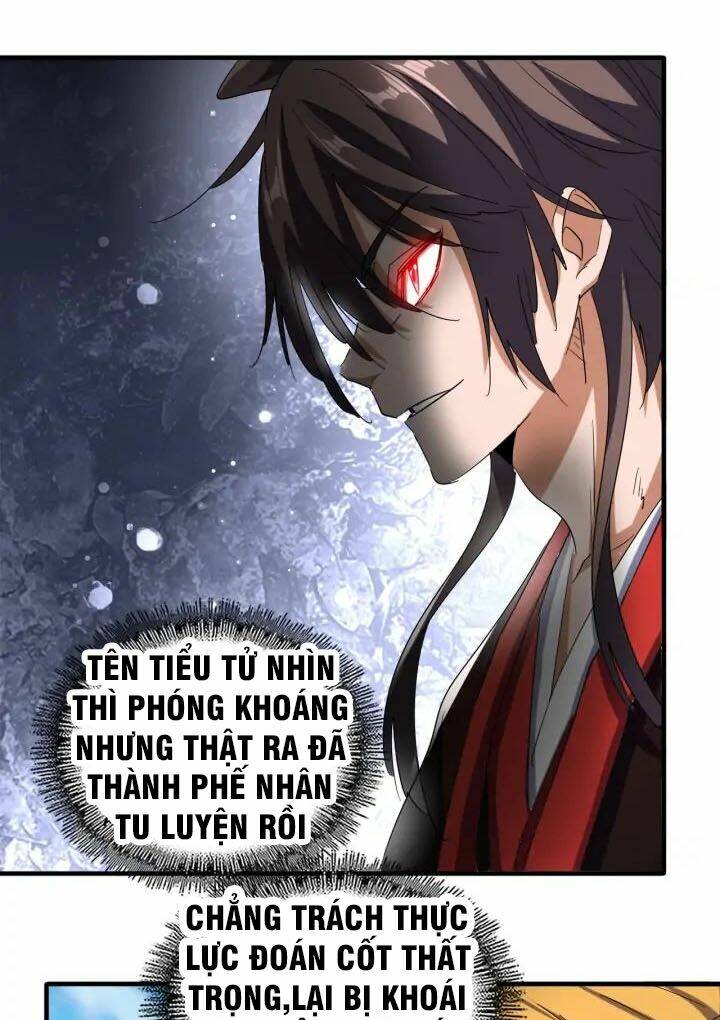 TÊN TIỂU TỬ NHÌN
THÌ PHÓNG KHOÁNG
NHƯNG THẬT RA ĐÃ
THÀNH PHẾ NHÂN
TU LUYỆN RỒI
CHẲNG TRÁCH THỰC
LỰC ĐOÁN CỐT THẤT
TRỌNG,LẠI BỊ KHOÁI